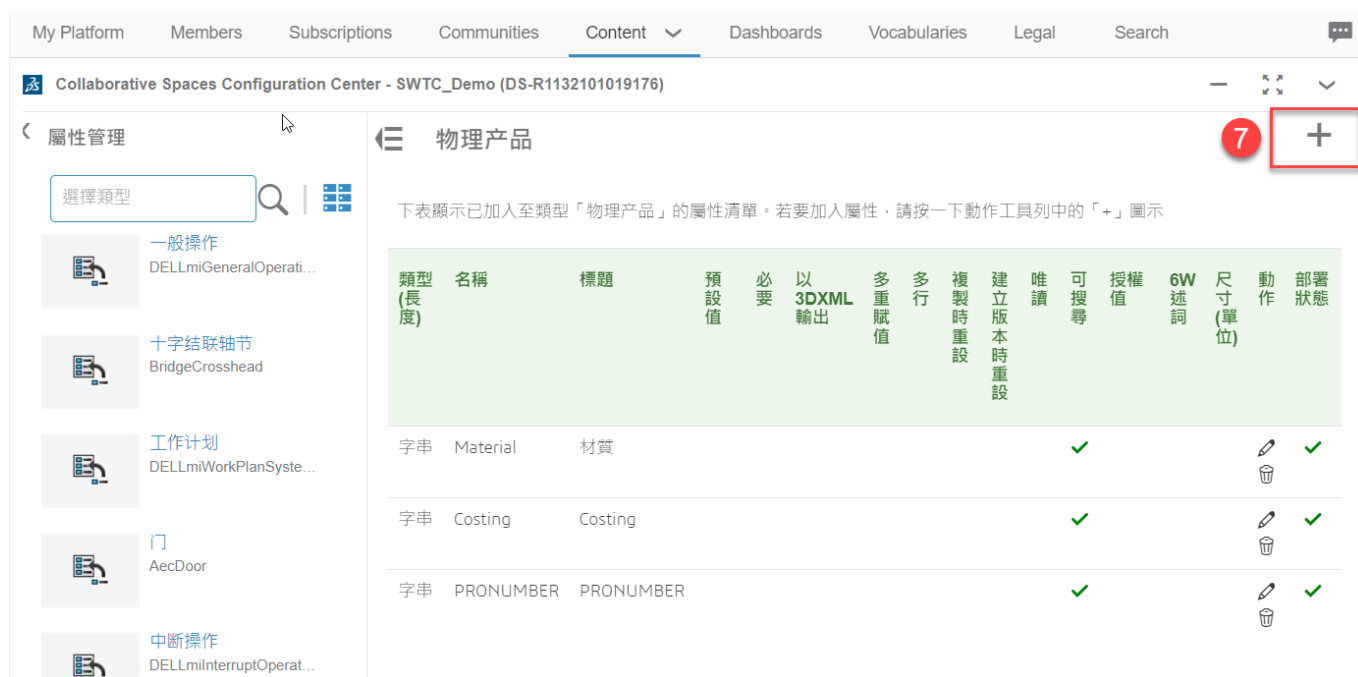 My Platform Members Subscriptions Communities Content Dashboards Vocabularies Legal Search
Collaborative Spaces Configuration Center - SWTC_Demo (DS-R1132101019176)
屬性管理
物理产品
7
+
選擇類型
下表顯示已加入至類型「物理产品」的屬性清單。若要加入屬性，請按一下動作工具列中的「+」圖示
一般操作
DELLmiGeneralOperati...
十字结联轴节
BridgeCrosshead
工作计划
DELLmiWorkPlanSyste...
门
AecDoor
中断操作
DELLmiInterruptOperat...
類型(長度) 名稱 標題 預設值 必要 以3DXML輸出 多重賦值 多行 複製時重設 建立版本時重設 唯讀 可搜尋 授權值 6W述詞 尺寸(單位) 動作 部署狀態
字串 Material 材質
字串 Costing Costing
字串 PRONUMBER PRONUMBER